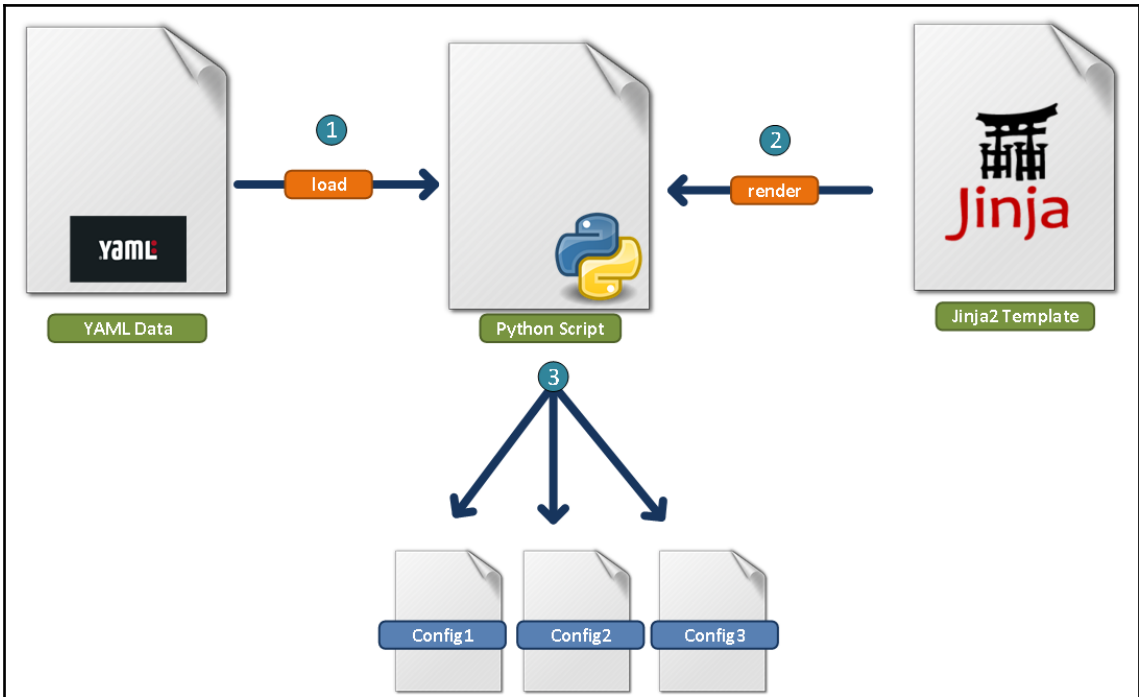 1
load
2
render
YAML:
Jinja
YAML Data
Python Script
Jinja2 Template
3
Config1
Config2
Config3